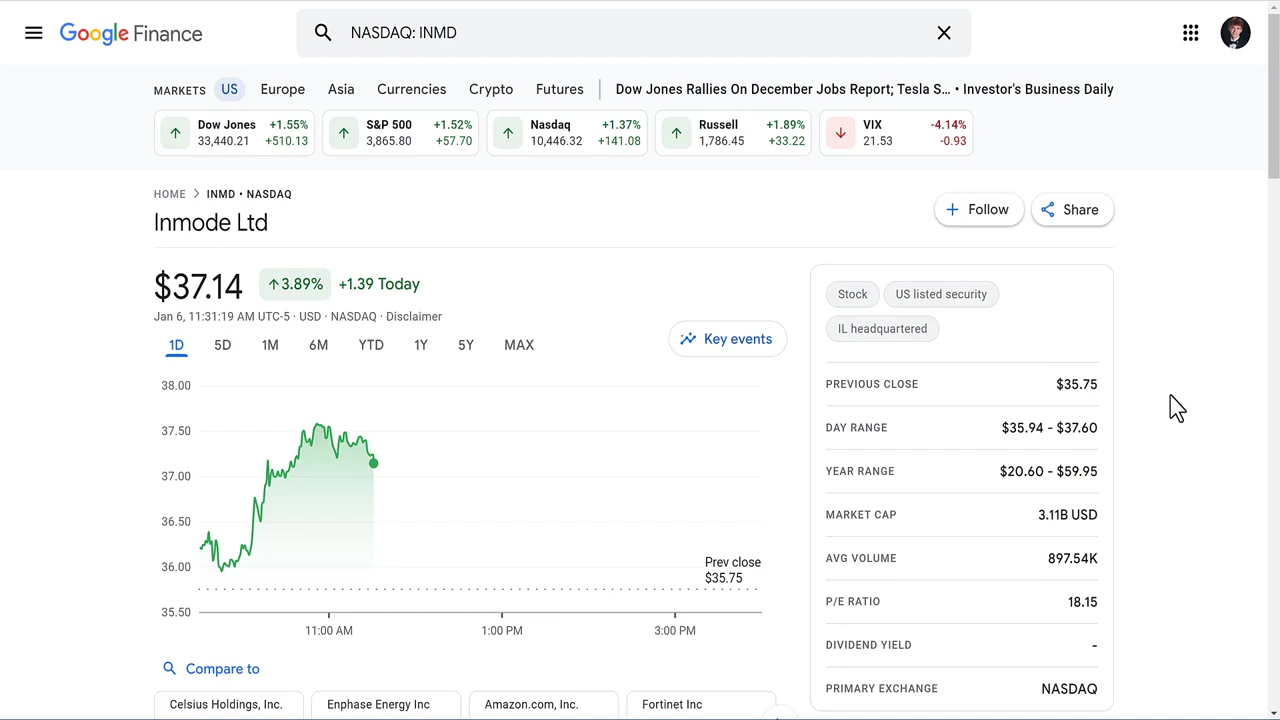 Google Finance
NASDAQ: INMD
MARKETS US Europe Asia Currencies Crypto Futures Dow Jones Rallies On December Jobs Report; Tesla S... • Investor's Business Daily
Dow Jones +1.55%
33,440.21 +510.13
S&P 500 +1.52%
3,865.80 +57.70
Nasdaq +1.37%
10,446.32 +141.08
Russell +1.89%
1,786.45 +33.22
VIX -4.14%
21.53 -0.93
HOME > INMD • NASDAQ
Inmode Ltd
Follow
Share
$37.14 3.89% +1.39 Today
Jan 6, 11:31:19 AM UTC-5 · USD · NASDAQ · Disclaimer
1D 5D 1M 6M YTD 1Y 5Y MAX
Key events
38.00
37.50
37.00
36.50
36.00
35.50
Prev close
$35.75
11:00 AM 1:00 PM 3:00 PM
Compare to
Celsius Holdings, Inc. Enphase Energy Inc Amazon.com, Inc. Fortinet Inc
Stock US listed security
IL headquartered
PREVIOUS CLOSE $35.75
DAY RANGE $35.94 - $37.60
YEAR RANGE $20.60 - $59.95
MARKET CAP 3.11B USD
AVG VOLUME 897.54K
P/E RATIO 18.15
DIVIDEND YIELD -
PRIMARY EXCHANGE NASDAQ